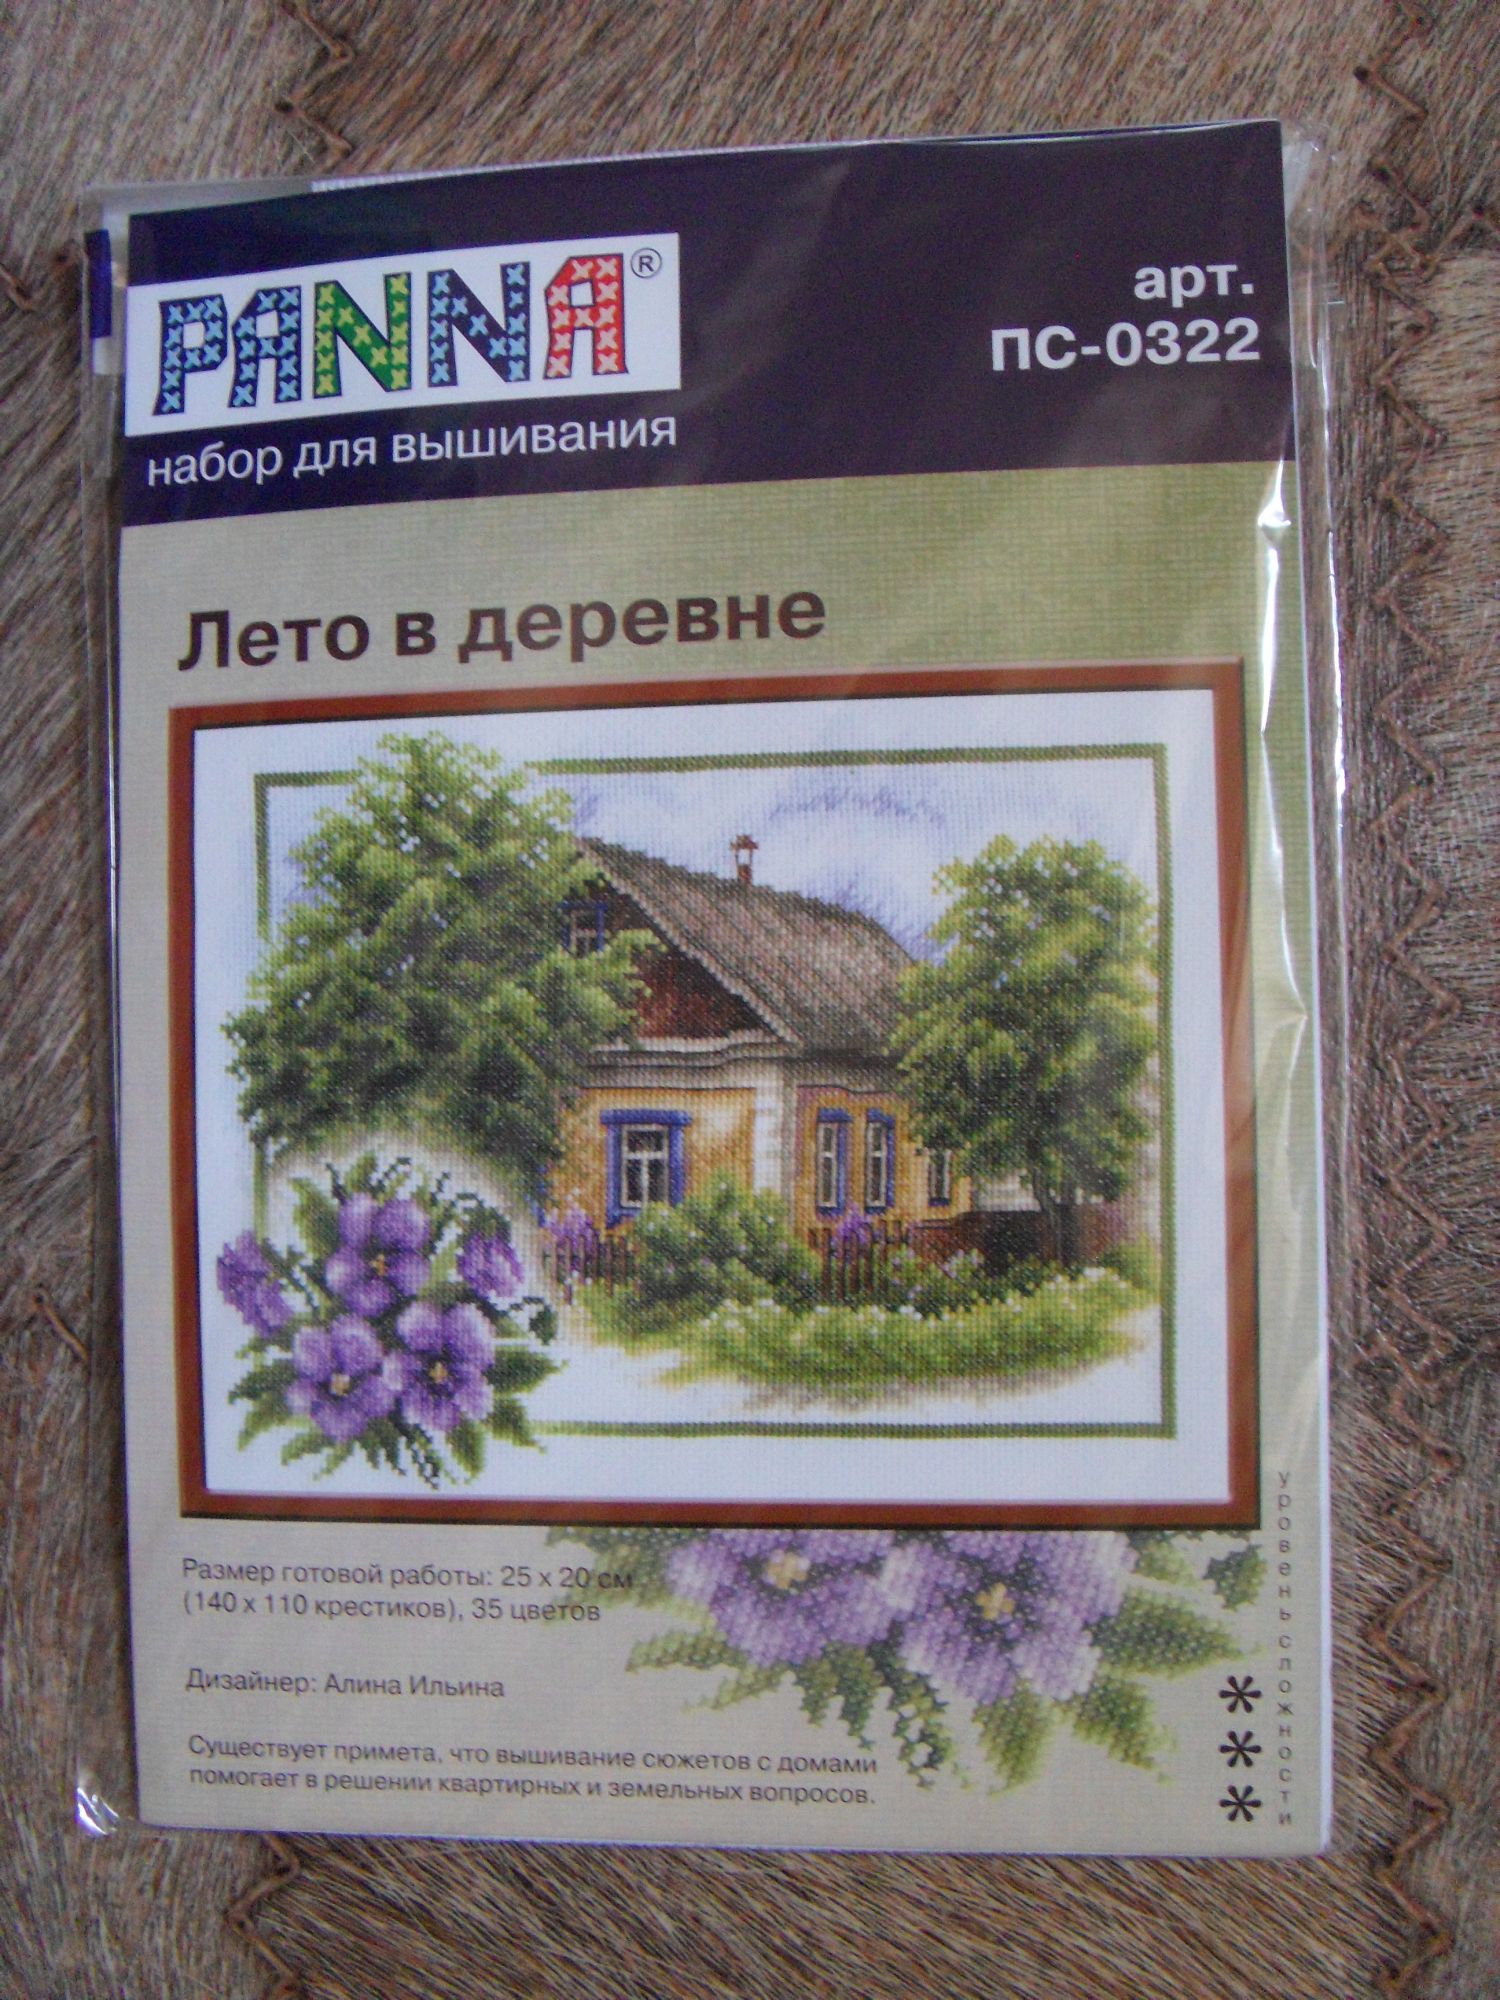 PANNA®
набор для вышивания
арт.
ПС-0322
Лето в деревне
Размер готовой работы: 25 x 20 см
(140 x 110 крестиков), 35 цветов
Дизайнер: Алина Ильина
Существует примета, что вышивание сюжетов с домами
помогает в решении квартирных и земельных вопросов.
уровень сложности
* * *